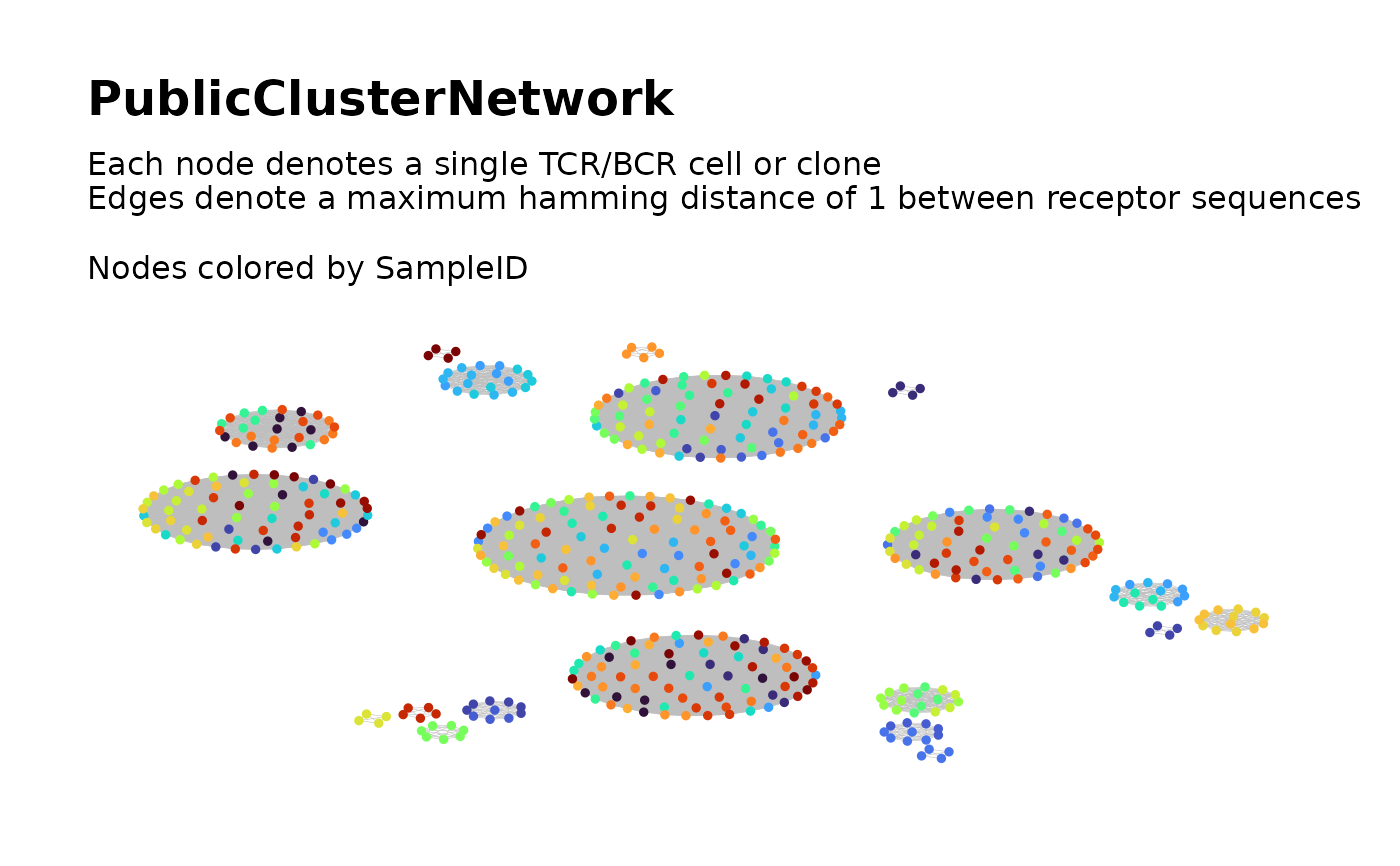 PublicClusterNetwork
Each node denotes a single TCR/BCR cell or clone
Edges denote a maximum hamming distance of 1 between receptor sequences
Nodes colored by SampleID